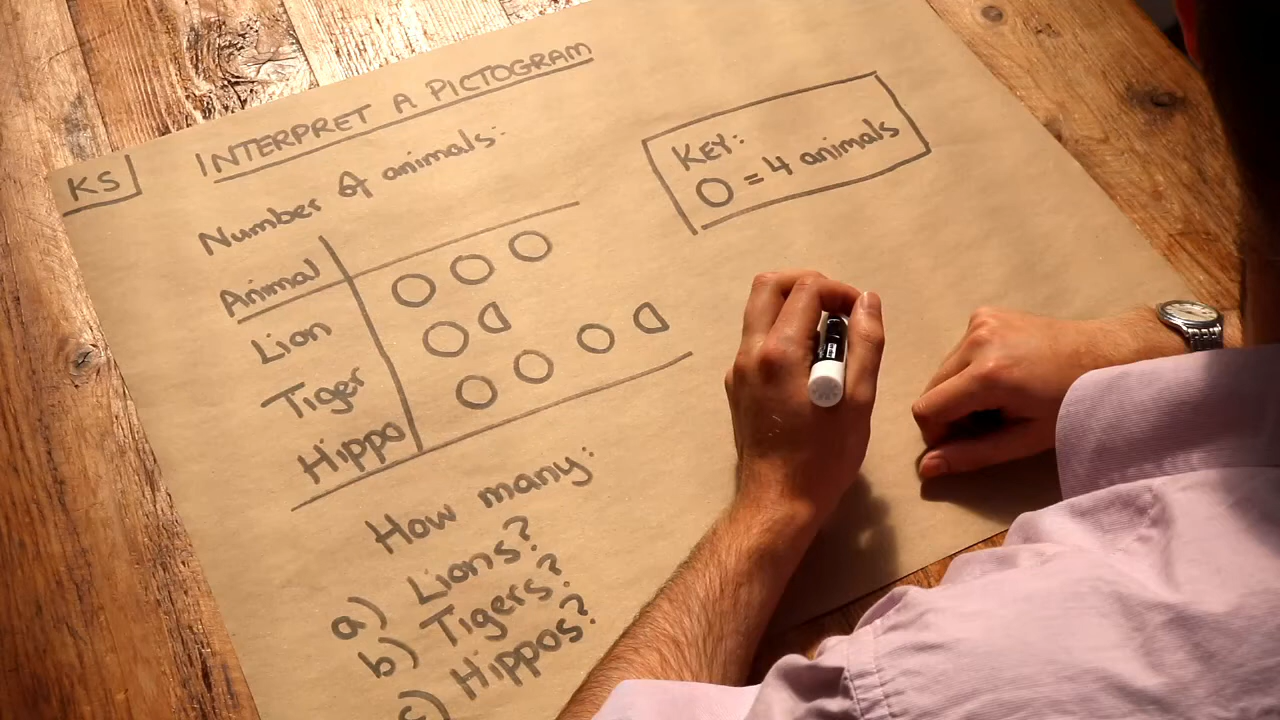 KS
INTERPRET A PICTOGRAM
Number of animals:
Animal
Lion
Tiger
Hippo
KEY:
O = 4 animals
How many:
a) Lions?
b) Tigers?
c) Hippos?